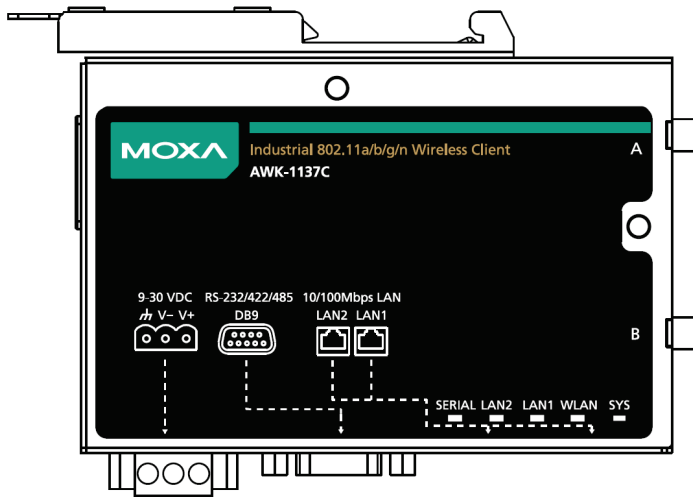 MOXA
Industrial 802.11a/b/g/n Wireless Client
AWK-1137C
A
9-30 VDC RS-232/422/485 10/100Mbps LAN
V− V+ DB9 LAN2 LAN1
B
SERIAL LAN2 LAN1 WLAN SYS